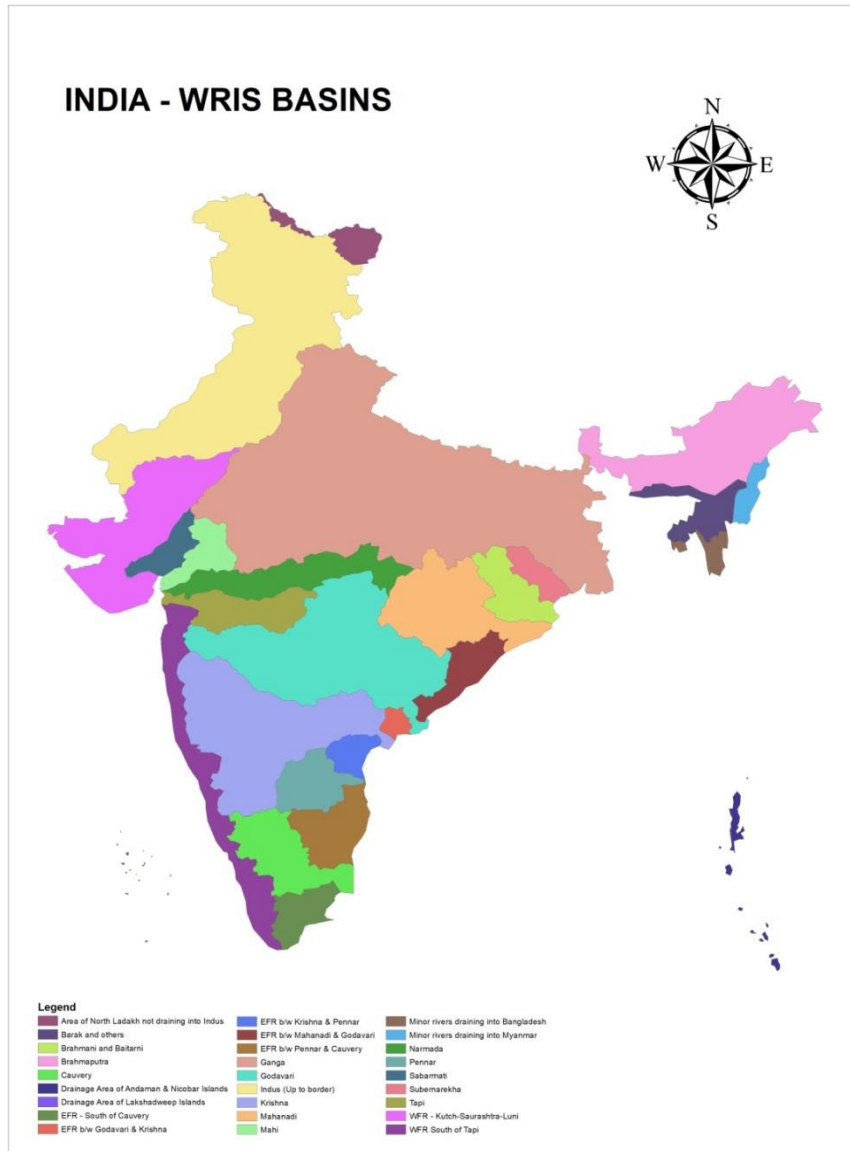 INDIA - WRIS BASINS
N
W E
S
Legend
Area of North Ladakh not draining into Indus
Barak and others
Brahmani and Baitarni
Brahmaputra
Cauvery
Drainage Area of Andaman & Nicobar Islands
Drainage Area of Lakshadweep Islands
EFR - South of Cauvery
EFR b/w Godavari & Krishna
EFR b/w Krishna & Pennar
EFR b/w Mahanadi & Godavari
EFR b/w Pennar & Cauvery
Ganga
Godavari
Indus (Up to border)
Krishna
Mahanadi
Mahi
Minor rivers draining into Bangladesh
Minor rivers draining into Myanmar
Narmada
Pennar
Sabarmati
Subernarekha
Tapi
WFR - Kutch-Saurashtra-Luni
WFR South of Tapi